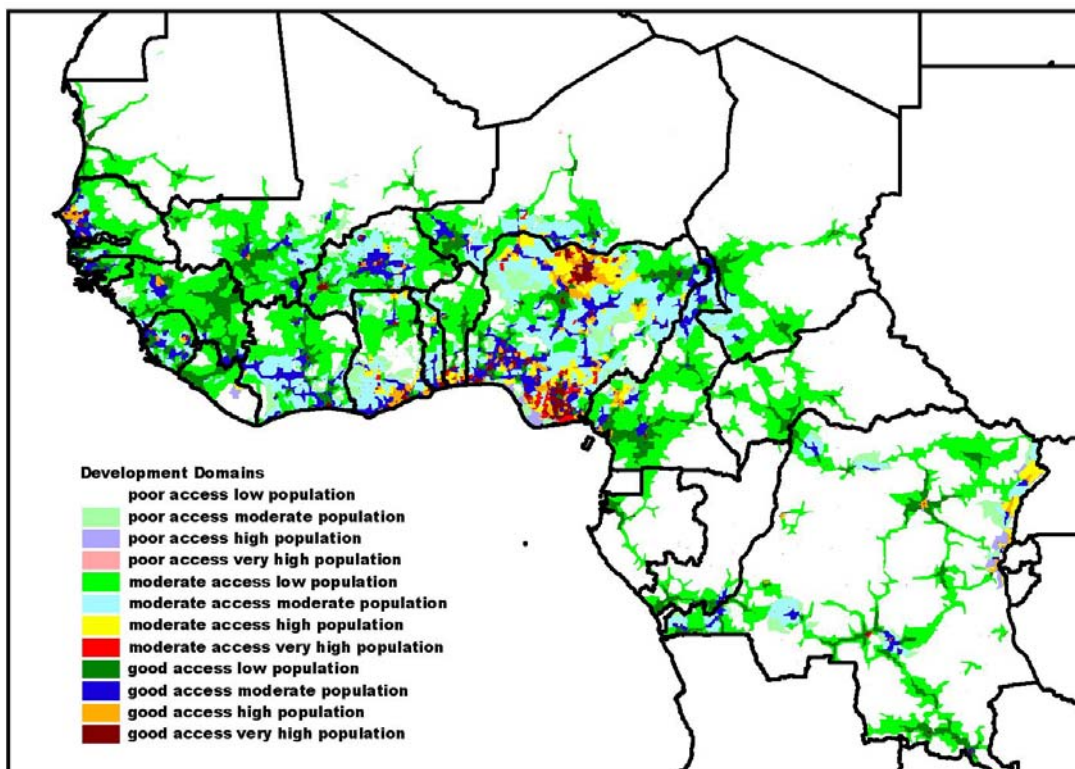 Development Domains
poor access low population
poor access moderate population
poor access high population
poor access very high population
moderate access low population
moderate access moderate population
moderate access high population
moderate access very high population
good access low population
good access moderate population
good access high population
good access very high population